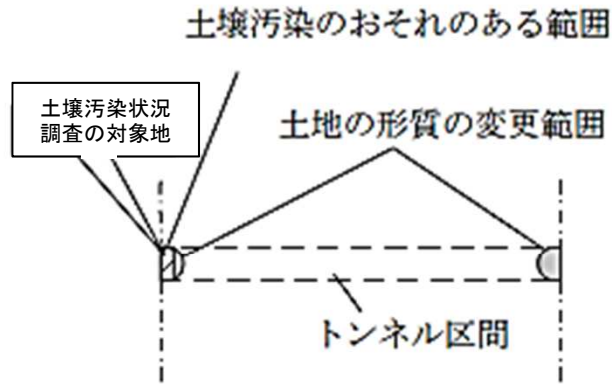 土壌汚染のおそれのある範囲
土壌汚染状況
調査の対象地
土地の形質の変更範囲
トンネル区間